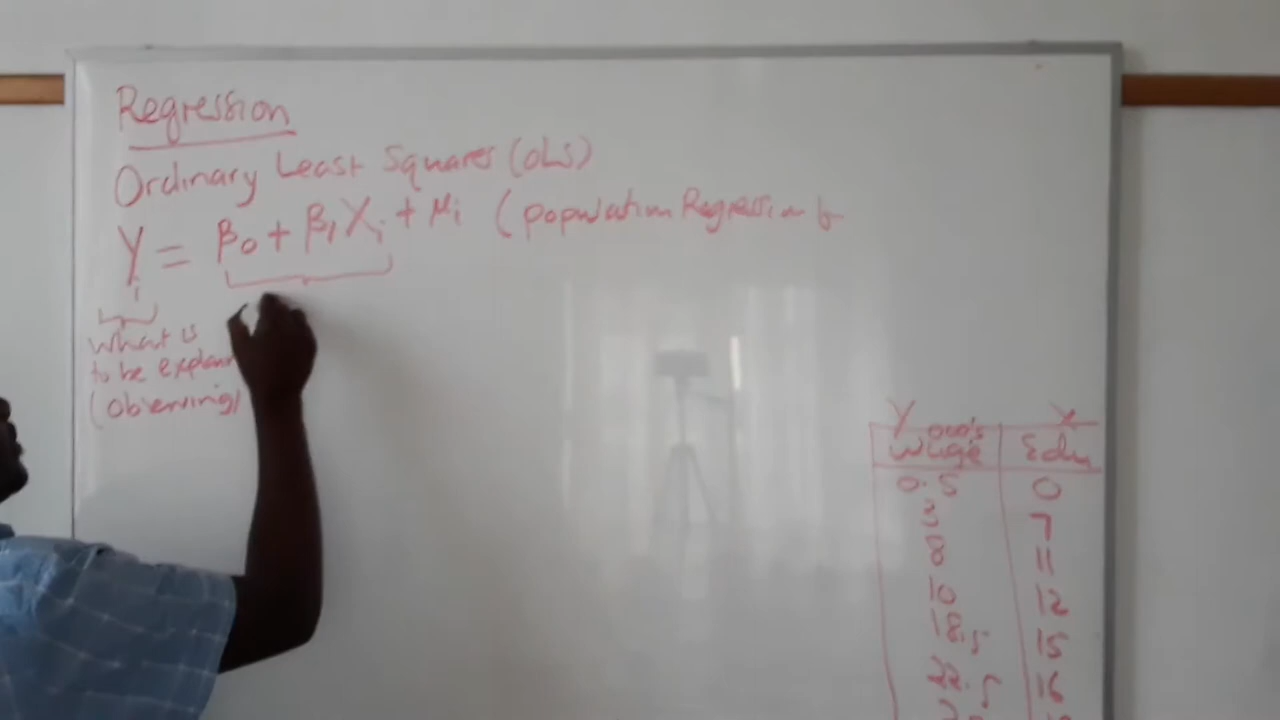 Regression
Ordinary Least Squares (OLS)
Yi = β0 + β1Xi + μi (population Regression f
What is
to be explain
(observing)
Y X
wage 000's Edu
0.5 0
3 7
8 11
10 12
18 15
16